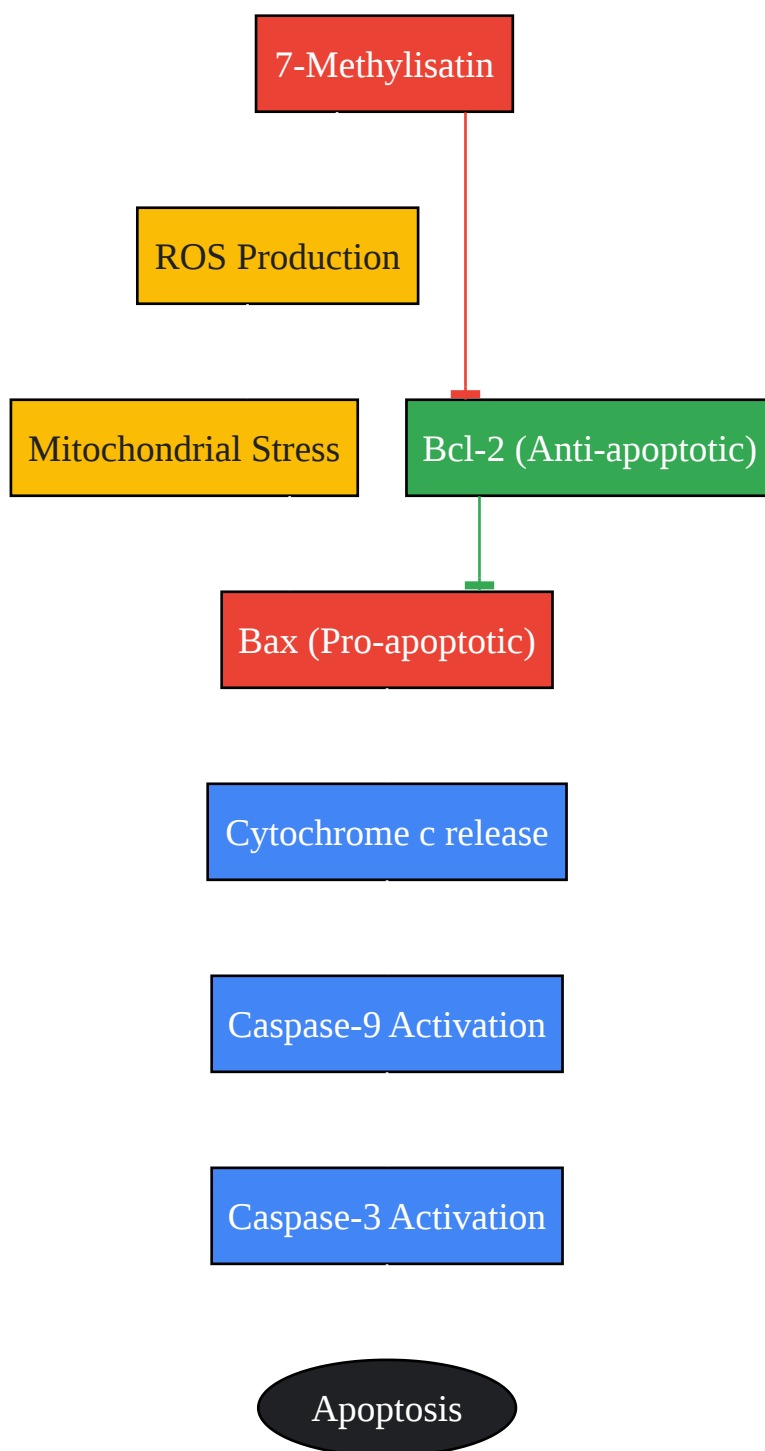 7-Methylisatin
ROS Production
Mitochondrial Stress
Bcl-2 (Anti-apoptotic)
Bax (Pro-apoptotic)
Cytochrome c release
Caspase-9 Activation
Caspase-3 Activation
Apoptosis